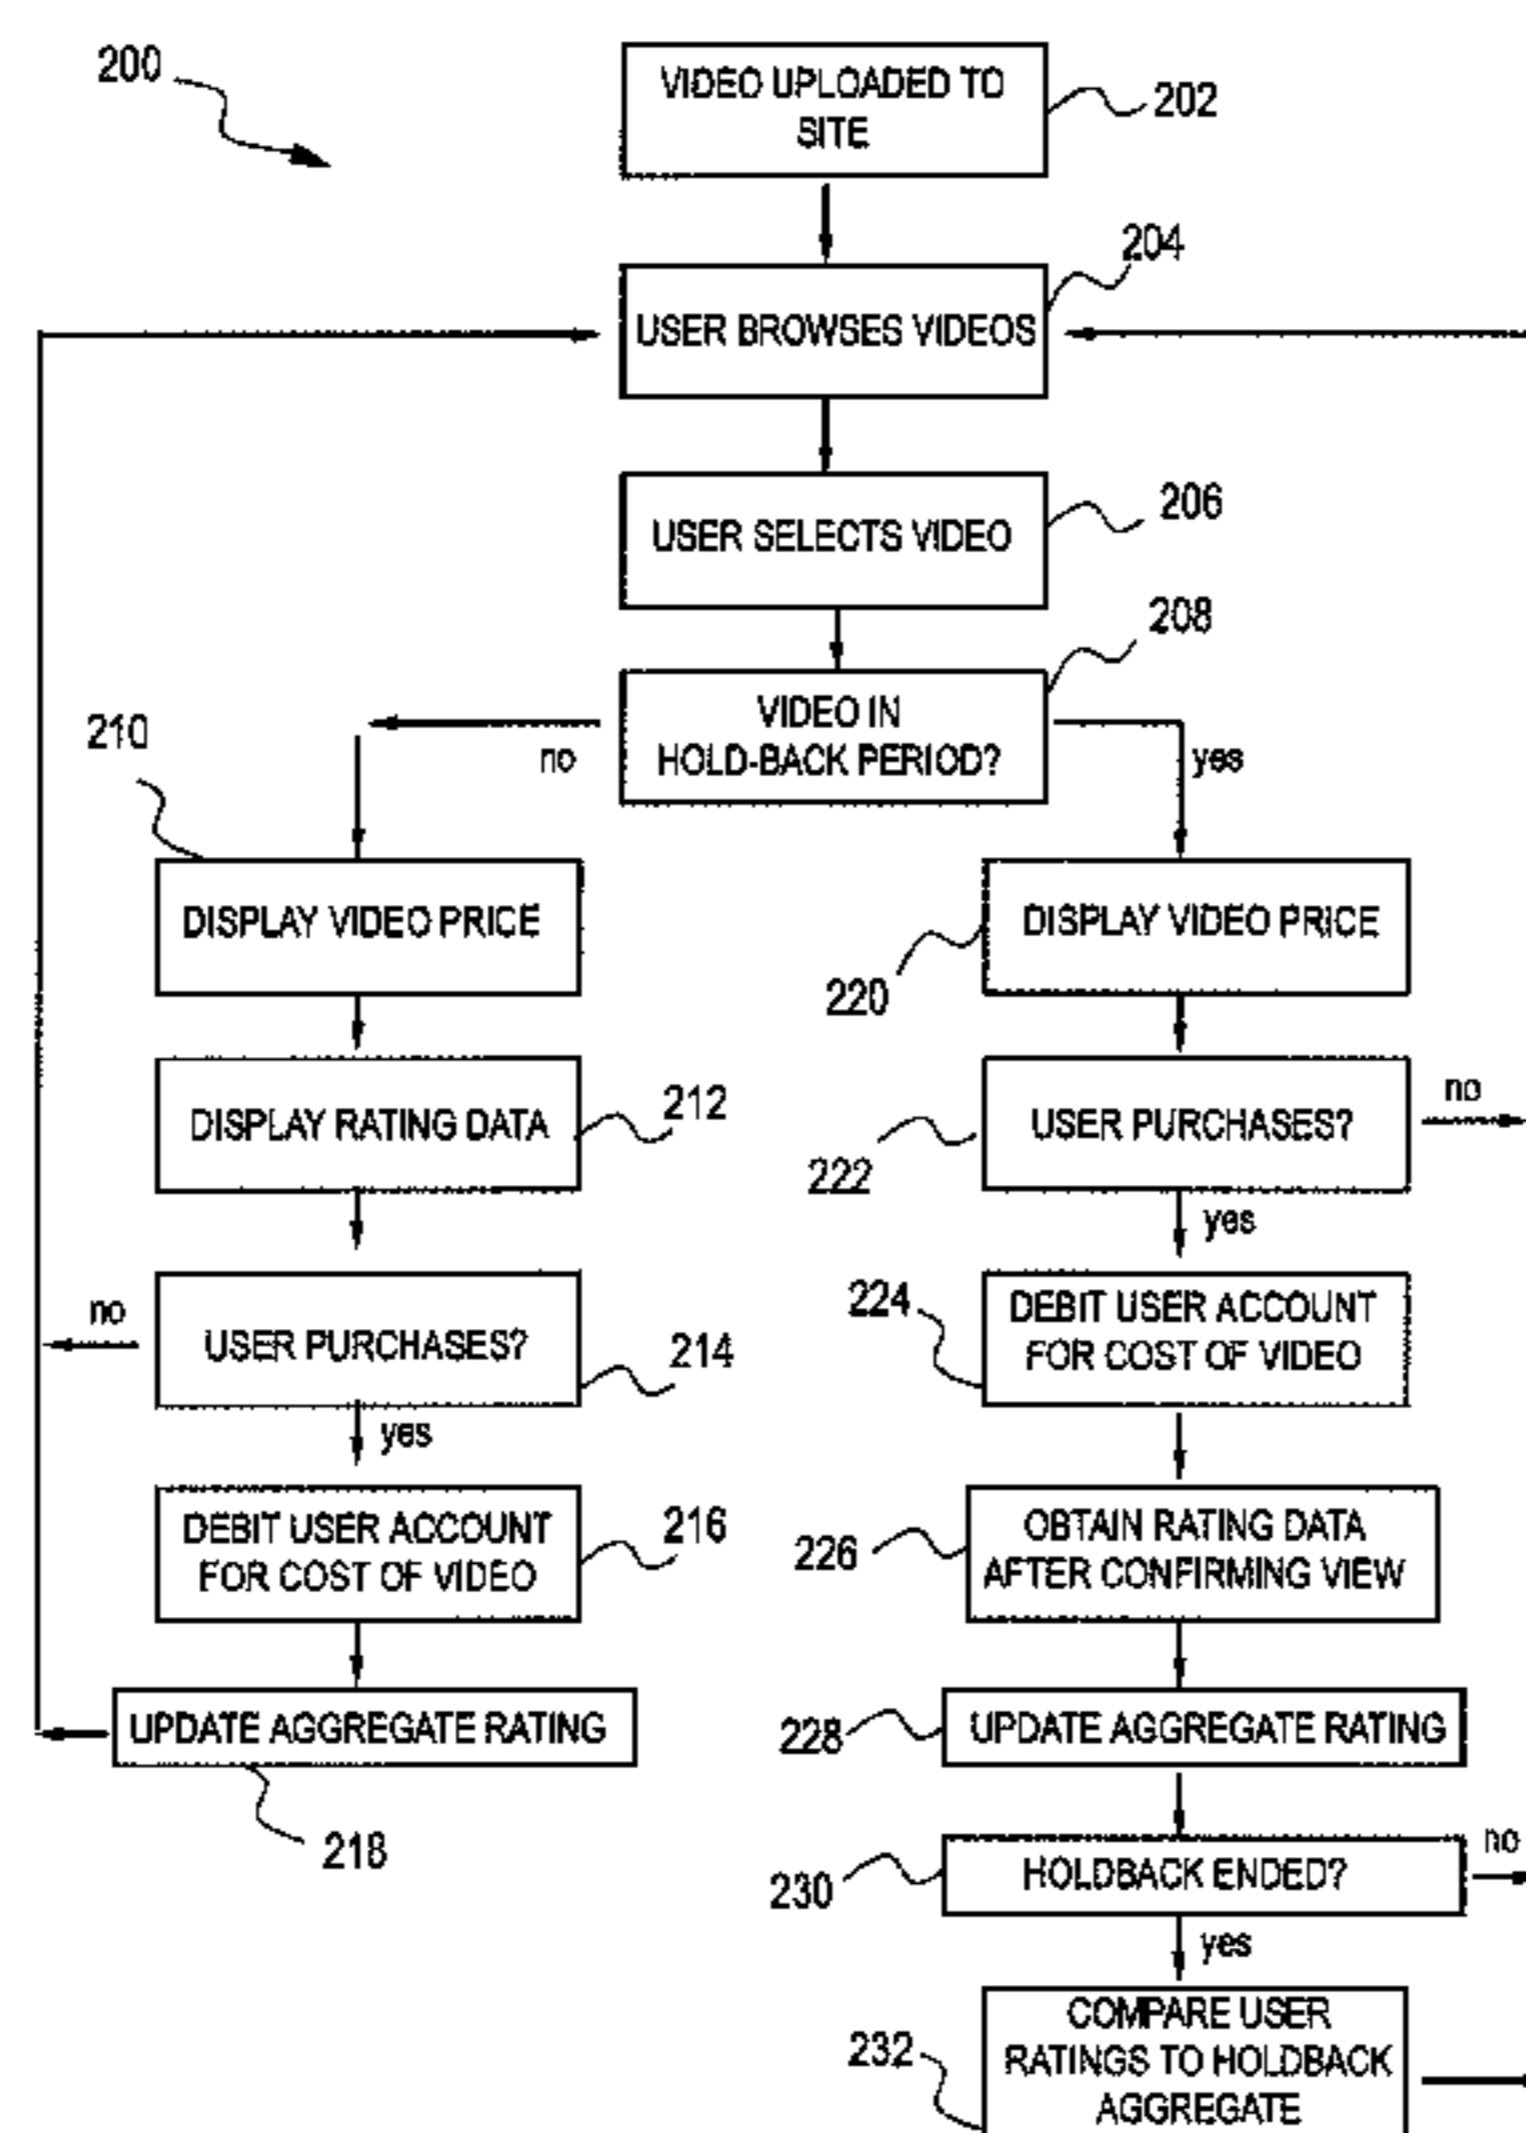 200
VIDEO UPLOADED TO
SITE
202
204
USER BROWSES VIDEOS
206
USER SELECTS VIDEO
208
VIDEO IN
HOLD-BACK PERIOD?
no
yes
210
DISPLAY VIDEO PRICE
DISPLAY VIDEO PRICE
220
DISPLAY RATING DATA
212
USER PURCHASES?
no
222
yes
no
USER PURCHASES?
214
yes
224
DEBIT USER ACCOUNT
FOR COST OF VIDEO
DEBIT USER ACCOUNT
FOR COST OF VIDEO
216
226
OBTAIN RATING DATA
AFTER CONFIRMING VIEW
UPDATE AGGREGATE RATING
218
228
UPDATE AGGREGATE RATING
230
HOLDBACK ENDED?
no
yes
232
COMPARE USER
RATINGS TO HOLDBACK
AGGREGATE